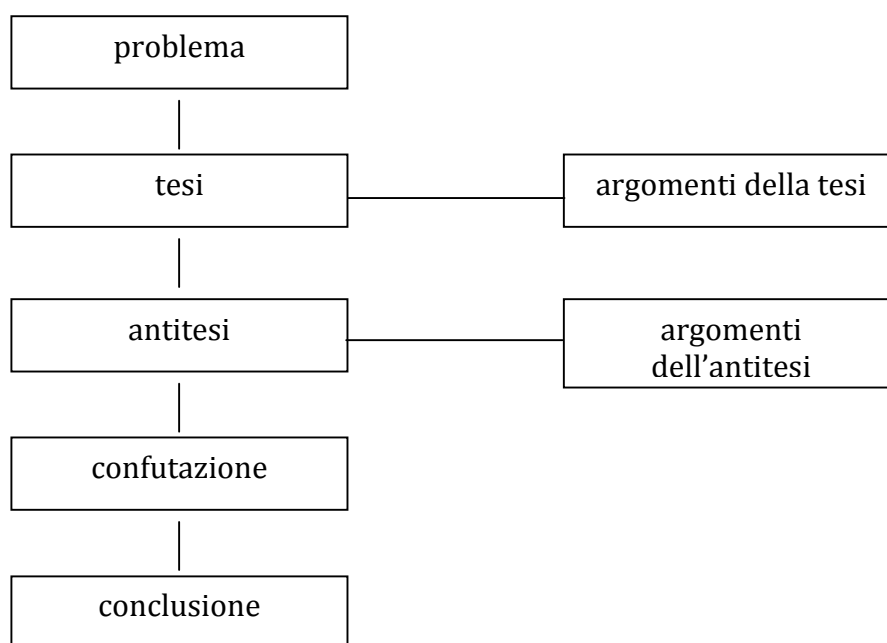 problema
tesi
argomenti della tesi
antitesi
argomenti
dell’antitesi
confutazione
conclusione